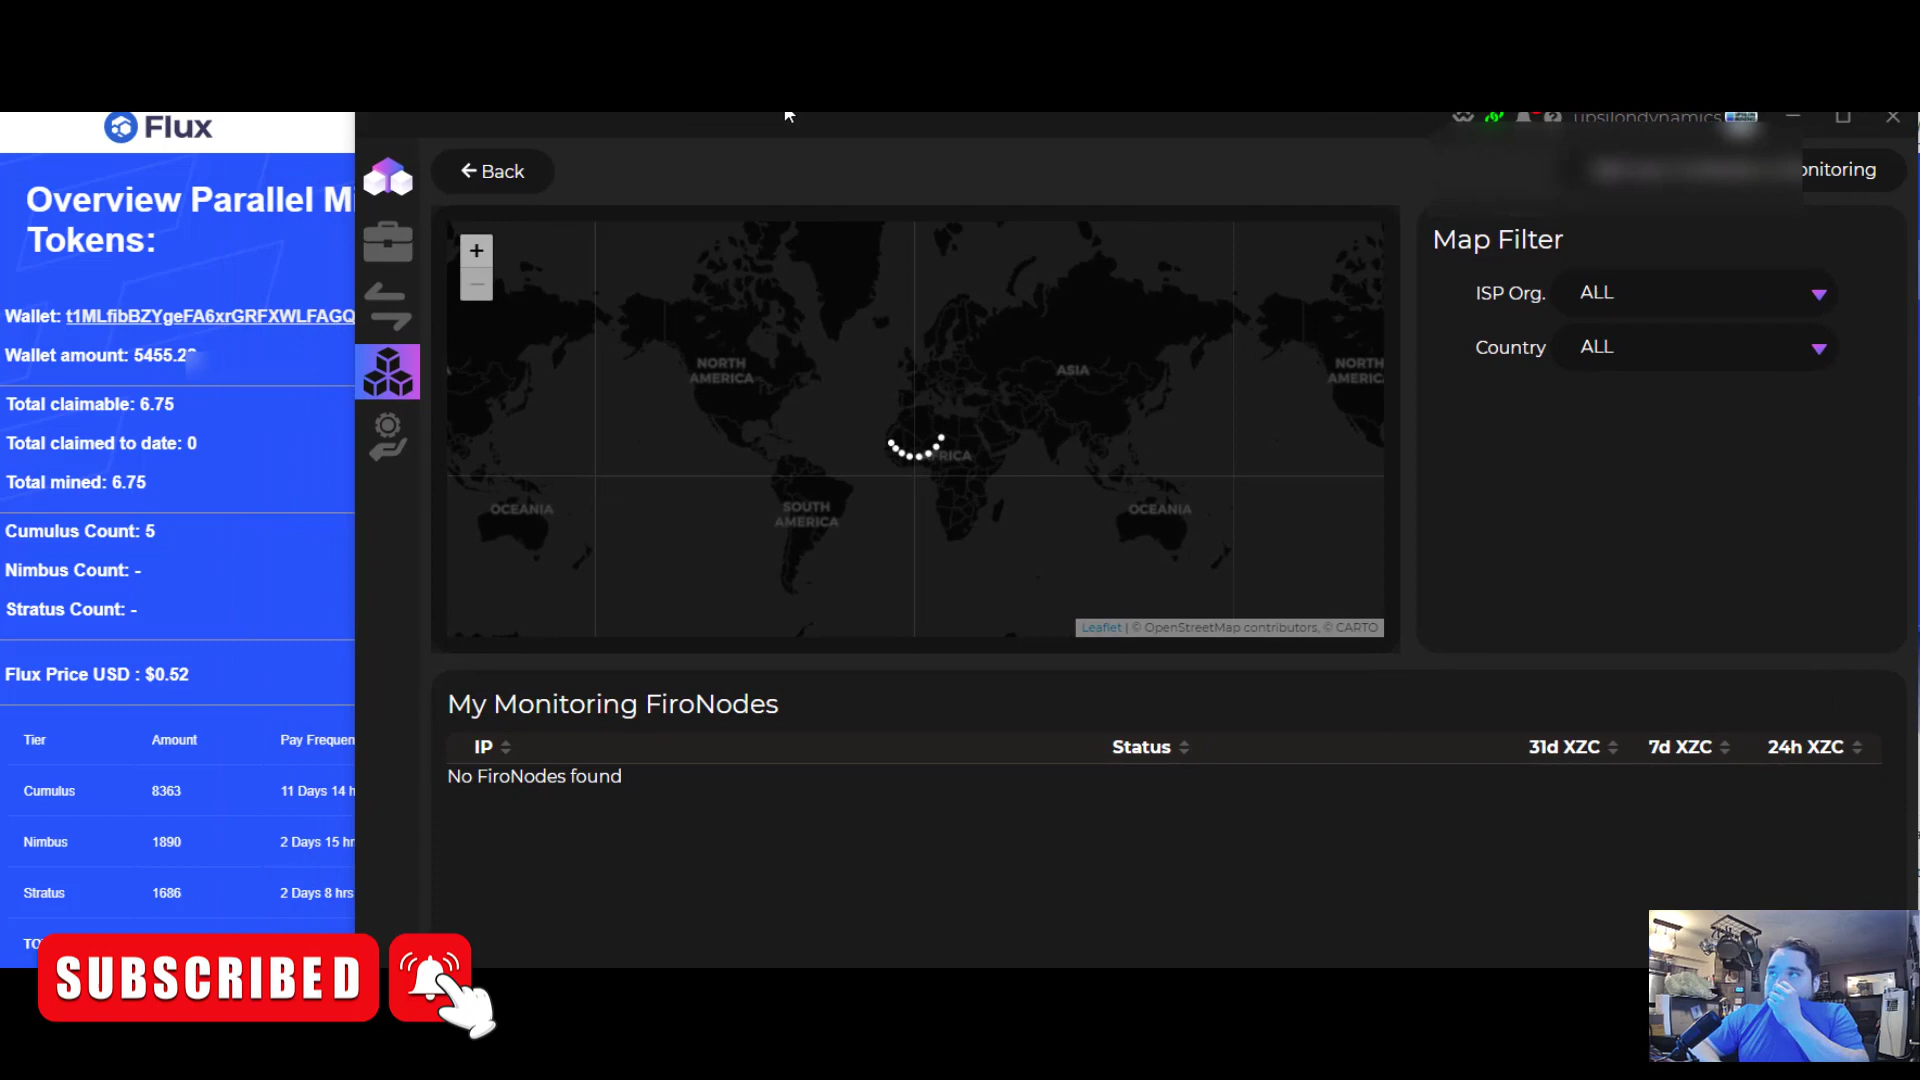 Flux
Overview Parallel Mi
Tokens:
Wallet: t1MLfibBZYgeFA6xrGRFXWLFAGQ
Wallet amount: 5455.2
Total claimable: 6.75
Total claimed to date: 0
Total mined: 6.75
Cumulus Count: 5
Nimbus Count: -
Stratus Count: -
Flux Price USD : $0.52
Tier Amount Pay Frequen
Cumulus 8363 11 Days 14 h
Nimbus 1890 2 Days 15 hr
Stratus 1686 2 Days 8 hrs
TO
SUBSCRIBED
upsilondynamics
Back
onitoring
+
−
NORTH
AMERICA
ASIA
NORTH
AMERIC
FRICA
OCEANIA
SOUTH
AMERICA
OCEANIA
Leaflet | © OpenStreetMap contributors, © CARTO
Map Filter
ISP Org. ALL
Country ALL
My Monitoring FiroNodes
IP Status 31d XZC 7d XZC 24h XZC
No FiroNodes found